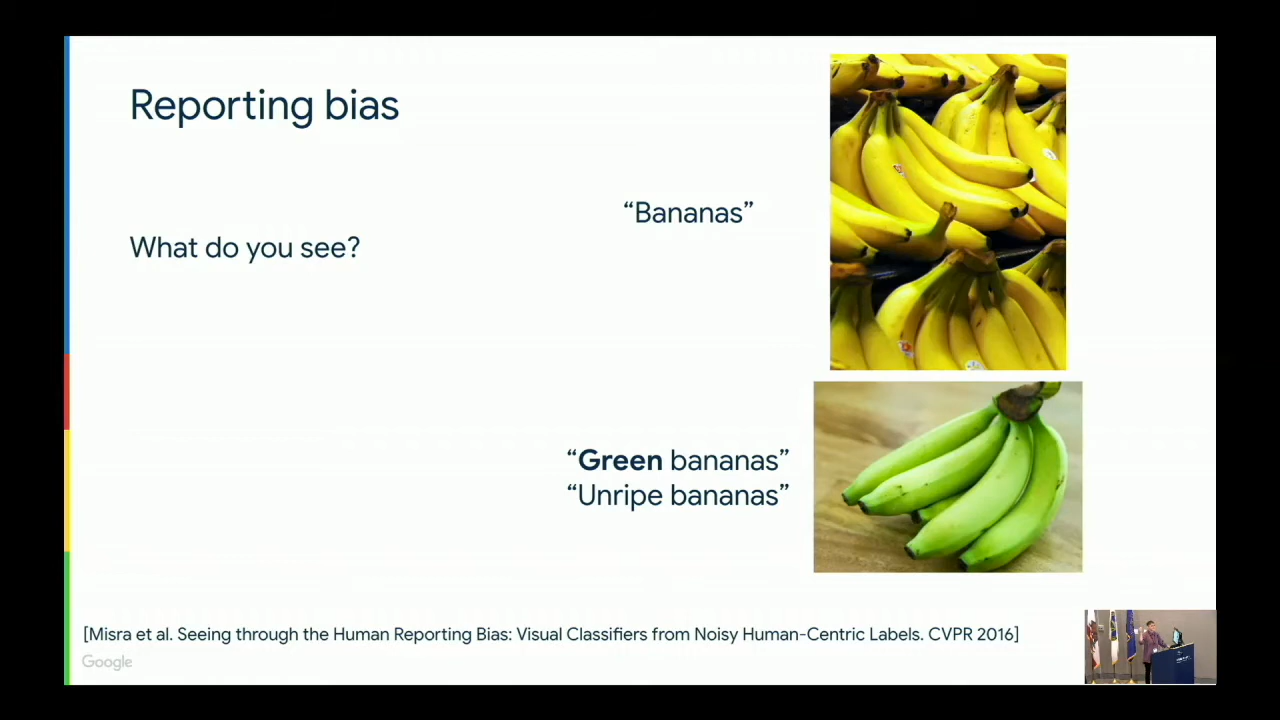 Reporting bias
“Bananas”
What do you see?
“Green bananas”
“Unripe bananas”
[Misra et al. Seeing through the Human Reporting Bias: Visual Classifiers from Noisy Human-Centric Labels. CVPR 2016]
Google